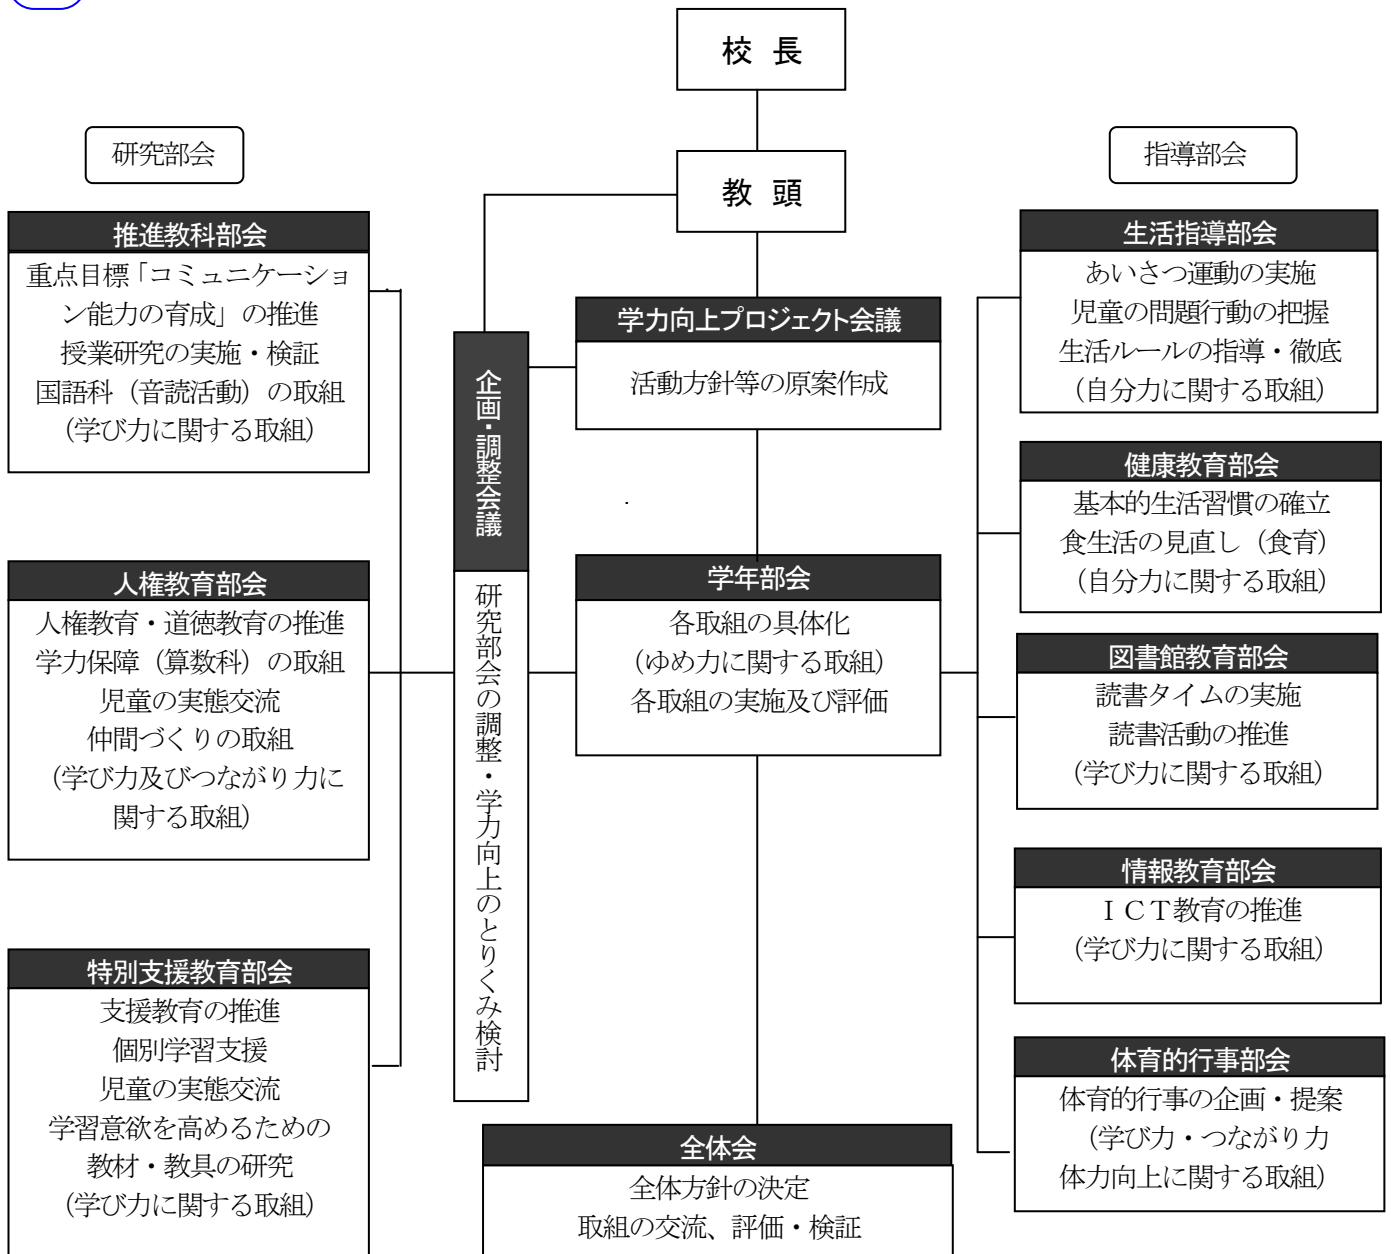 校 長
教 頭
研究部会
推進教科部会
重点目標「コミュニケーショ
ン能力の育成」の推進
授業研究の実施・検証
国語科（音読活動）の取組
（学び力に関する取組）
人権教育部会
人権教育・道徳教育の推進
学力保障（算数科）の取組
児童の実態交流
仲間づくりの取組
（学び力及びつながり力に
関する取組）
特別支援教育部会
支援教育の推進
個別学習支援
児童の実態交流
学習意欲を高めるための
教材・教具の研究
（学び力に関する取組）
企画・調整会議
研究部会の調整・学力向上のとりくみ検討
学力向上プロジェクト会議
活動方針等の原案作成
学年部会
各取組の具体化
（ゆめ力に関する取組）
各取組の実施及び評価
全体会
全体方針の決定
取組の交流、評価・検証
指導部会
生活指導部会
あいさつ運動の実施
児童の問題行動の把握
生活ルールの指導・徹底
（自分力に関する取組）
健康教育部会
基本的生活習慣の確立
食生活の見直し（食育）
（自分力に関する取組）
図書館教育部会
読書タイムの実施
読書活動の推進
（学び力に関する取組）
情報教育部会
ＩＣＴ教育の推進
（学び力に関する取組）
体育的行事部会
体育的行事の企画・提案
（学び力・つながり力
体力向上に関する取組）